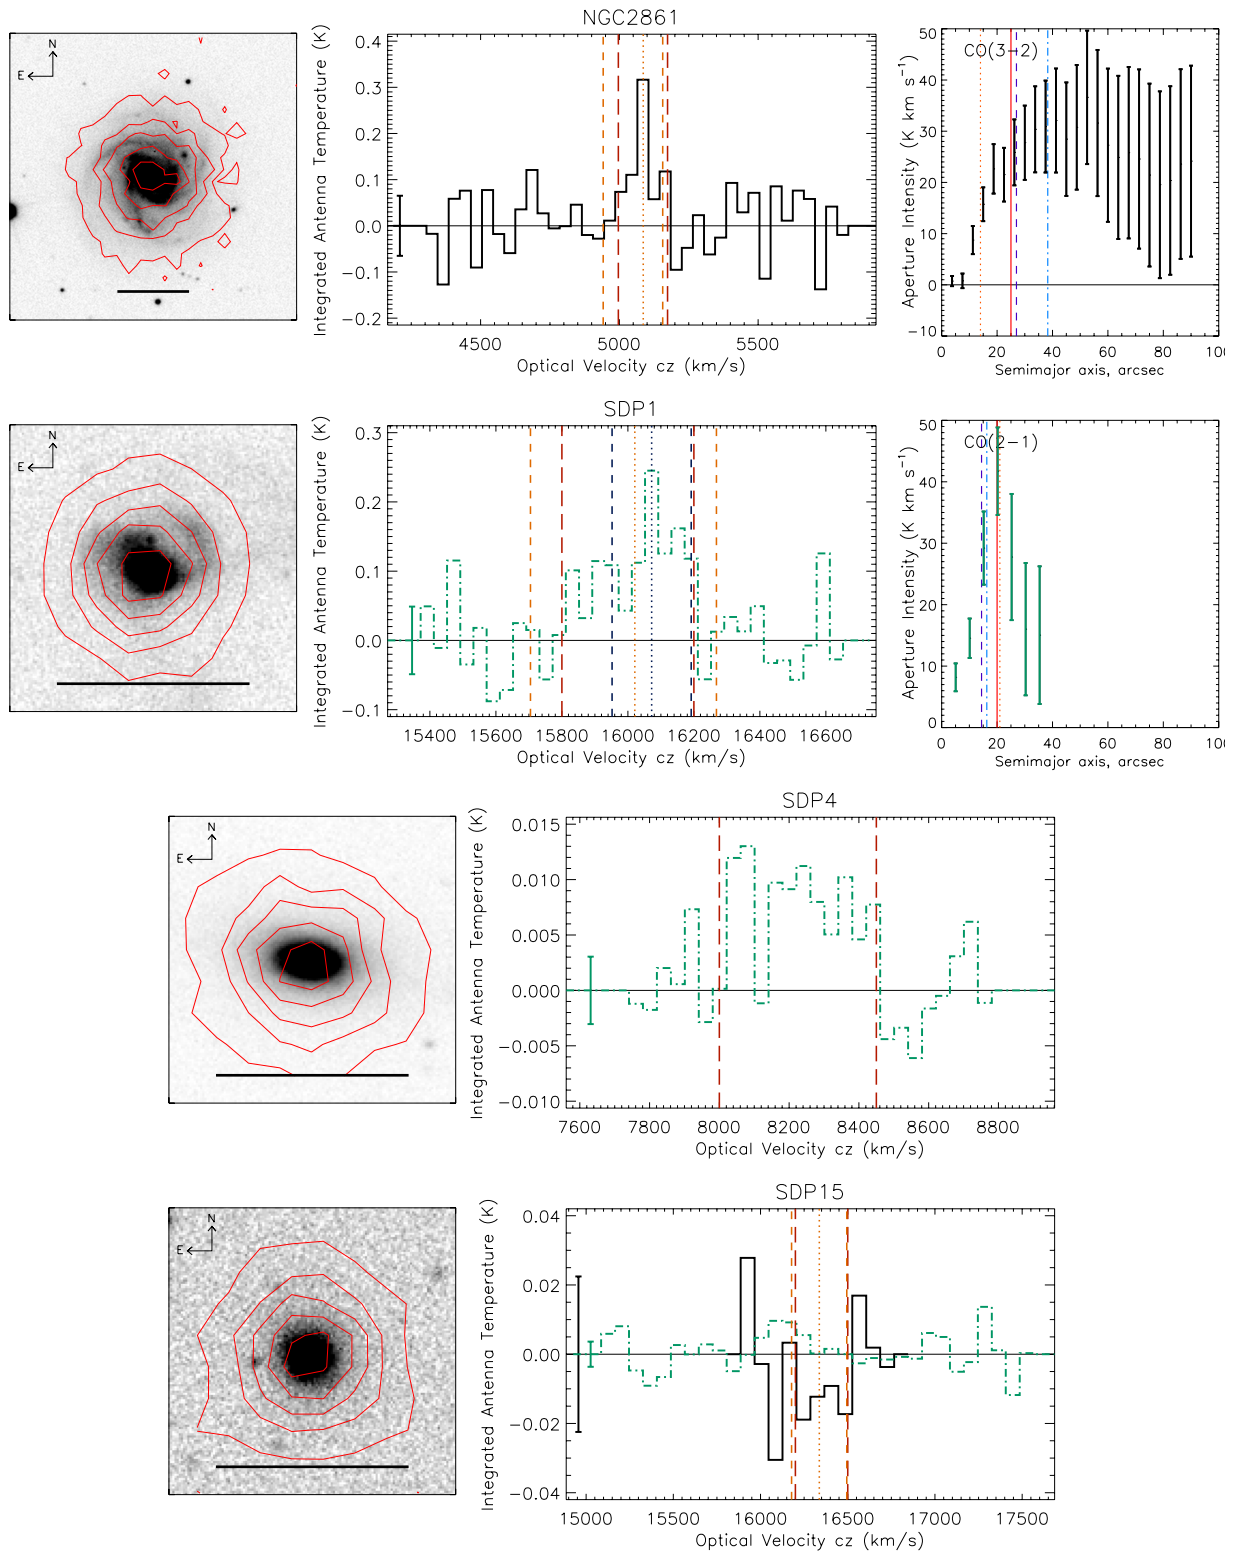 NGC2861
N
E
Integrated Antenna Temperature (K)
0.4
0.3
0.2
0.1
0.0
−0.1
−0.2
4500
5000
5500
Optical Velocity cz (km/s)
CO(3−2)
Aperture Intensity (K km s−1)
50
40
30
20
10
0
−10
0
20
40
60
80
10
Semimajor axis, arcsec
SDP1
N
E
Integrated Antenna Temperature (K)
0.3
0.2
0.1
0.0
−0.1
15400
15600
15800
16000
16200
16400
16600
Optical Velocity cz (km/s)
CO(2−1)
Aperture Intensity (K km s−1)
50
40
30
20
10
0
0
20
40
60
80
10
Semimajor axis, arcsec
SDP4
N
E
Integrated Antenna Temperature (K)
0.015
0.010
0.005
0.000
−0.005
−0.010
7600
7800
8000
8200
8400
8600
8800
Optical Velocity cz (km/s)
SDP15
N
E
Integrated Antenna Temperature (K)
0.04
0.02
0.00
−0.02
−0.04
15000
15500
16000
16500
17000
17500
Optical Velocity cz (km/s)